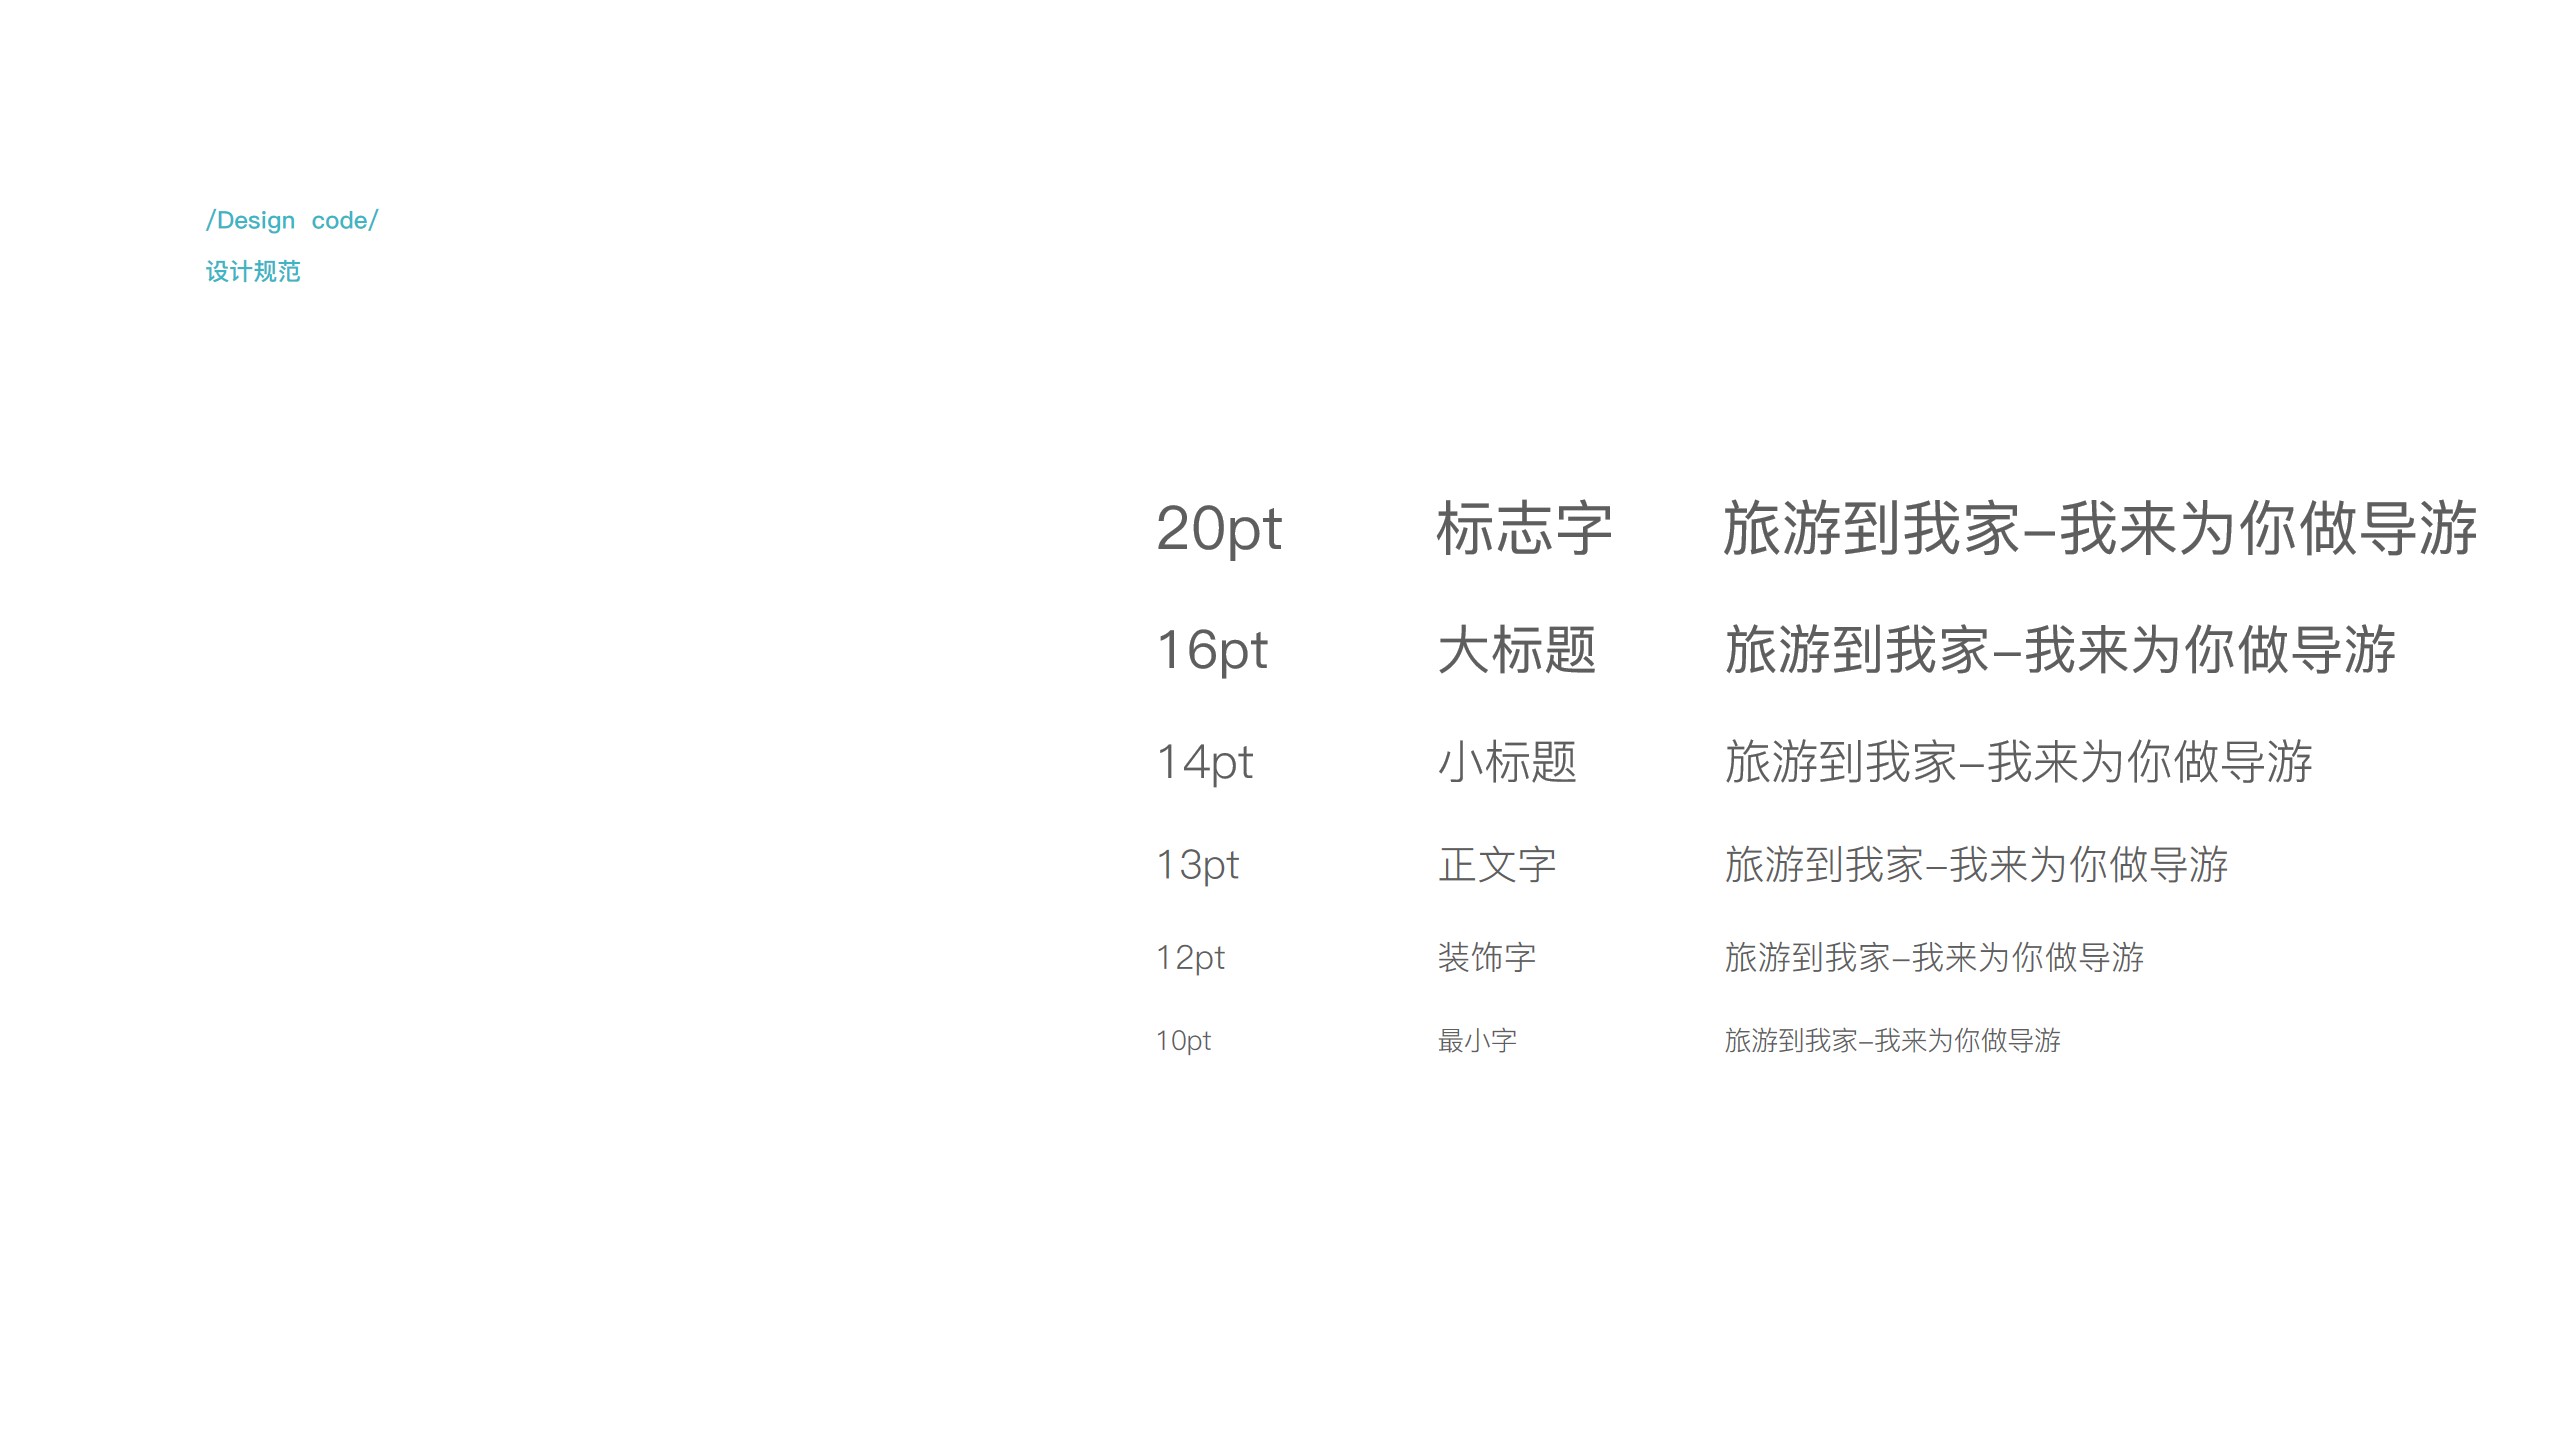 /Design code/
设计规范
20pt 标志字 旅游到我家–我来为你做导游
16pt 大标题 旅游到我家–我来为你做导游
14pt 小标题 旅游到我家–我来为你做导游
13pt 正文字 旅游到我家–我来为你做导游
12pt 装饰字 旅游到我家–我来为你做导游
10pt 最小字 旅游到我家–我来为你做导游